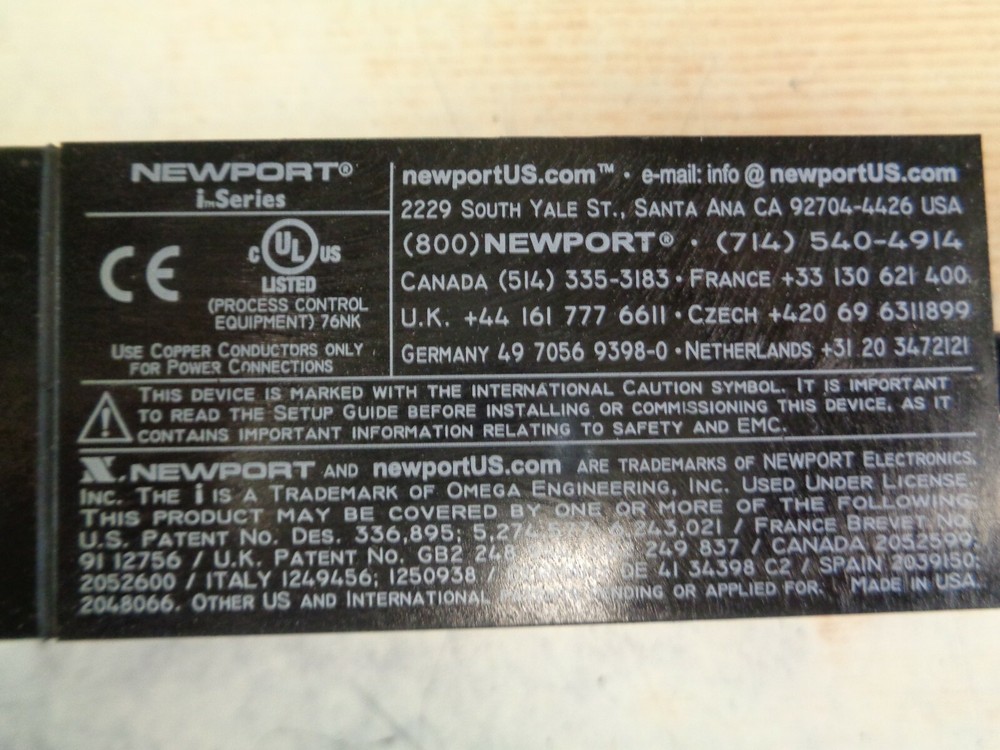 NEWPORT®
i™Series
CE
C UL US
LISTED
(PROCESS CONTROL
EQUIPMENT) 76NK
USE COPPER CONDUCTORS ONLY
FOR POWER CONNECTIONS
newportUS.com™ • e-mail: info @ newportUS.com
2229 SOUTH YALE ST., SANTA ANA CA 92704-4426 USA
(800)NEWPORT® • (714) 540-4914
CANADA (514) 335-3183 • FRANCE +33 130 621 400
U.K. +44 161 777 6611 • CZECH +420 69 6311899
GERMANY 49 7056 9398-0 • NETHERLANDS +31 20 3472121
THIS DEVICE IS MARKED WITH THE INTERNATIONAL CAUTION SYMBOL. IT IS IMPORTANT
TO READ THE SETUP GUIDE BEFORE INSTALLING OR COMMISSIONING THIS DEVICE, AS IT
CONTAINS IMPORTANT INFORMATION RELATING TO SAFETY AND EMC.
NEWPORT AND newportUS.com ARE TRADEMARKS OF NEWPORT ELECTRONICS,
INC. THE i IS A TRADEMARK OF OMEGA ENGINEERING, INC. USED UNDER LICENSE.
THIS PRODUCT MAY BE COVERED BY ONE OR MORE OF THE FOLLOWING:
U.S. PATENT NO. DES. 336,895; 6,243,021 / FRANCE BREVET NO.
91 12756 / U.K. PATENT NO. GB2 249 837 / CANADA 2052599;
2052600 / ITALY 1249456; 1250938 / DE 41 34398 C2 / SPAIN 2039150;
2048066. OTHER US AND INTERNATIONAL PENDING OR APPLIED FOR. MADE IN USA.